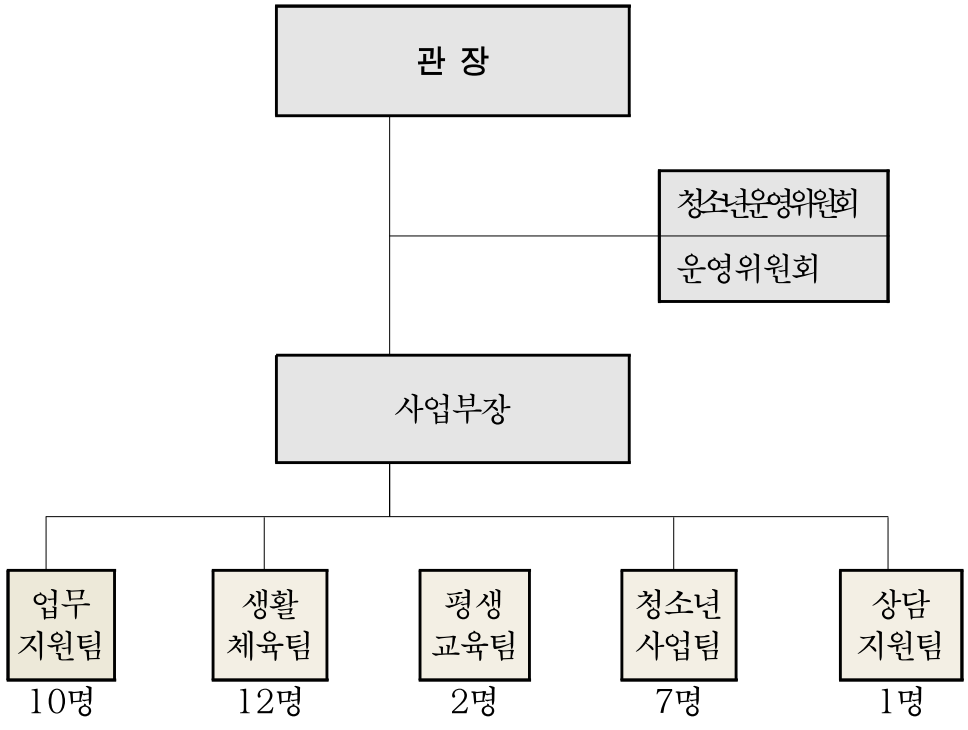 관 장
청소년운영위원회
운영위원회
사업부장
업무
지원팀
10명
생활
체육팀
12명
평생
교육팀
2명
청소년
사업팀
7명
상담
지원팀
1명